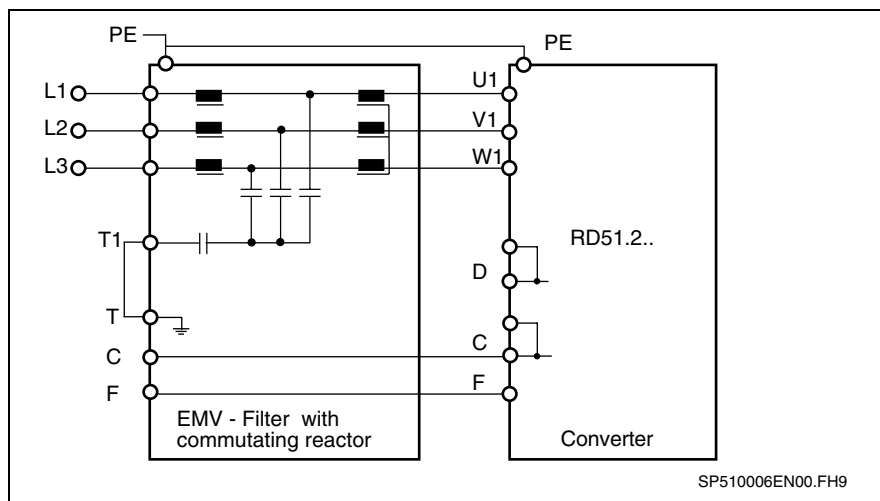 PE
PE
L1
U1
L2
V1
L3
W1
T1
RD51.2..
D
T
C
C
F
F
EMV - Filter with
commutating reactor
Converter
SP510006EN00.FH9